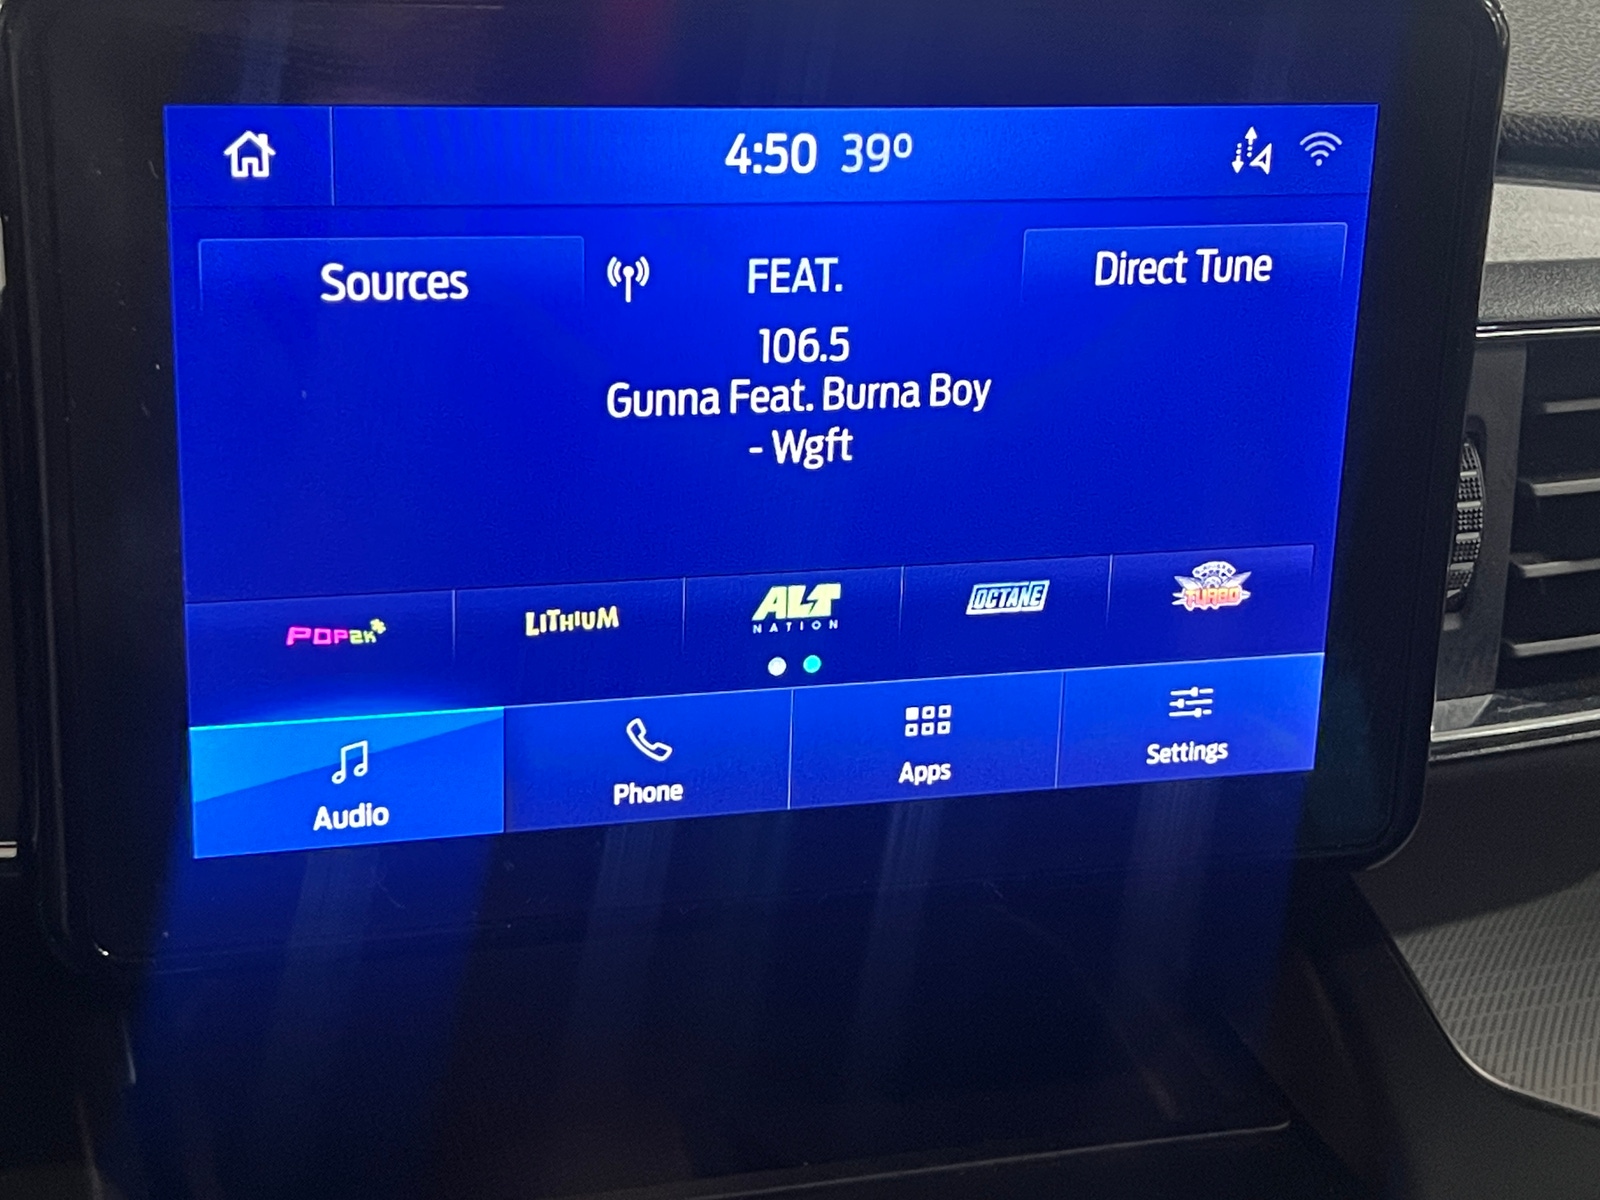 4:50 39°
Sources
FEAT.
Direct Tune
106.5
Gunna Feat. Burna Boy
- Wgft
POP2K
LiTHiUM
ALT
NATION
OCTANE
TURBO
Audio
Phone
Apps
Settings